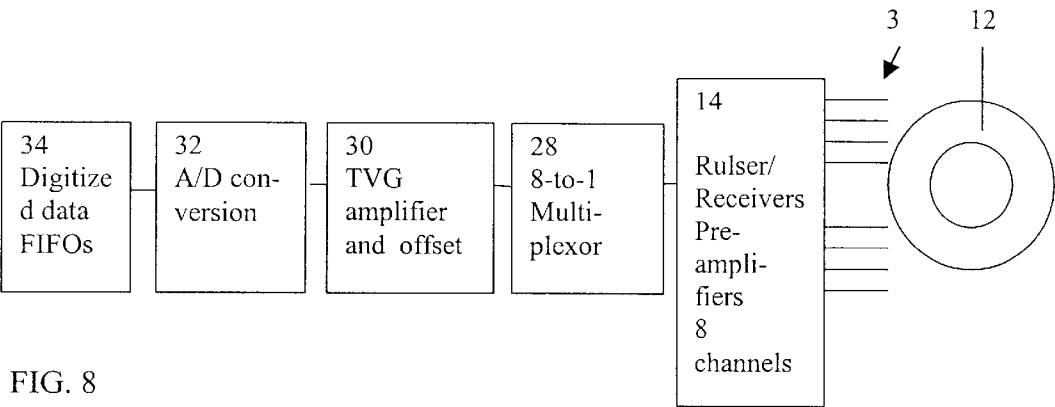 3
12
34
Digitize
d data
FIFOs
32
A/D con-
version
30
TVG
amplifier
and offset
28
8-to-1
Multi-
plexor
14
Rulser/
Receivers
Pre-
ampli-
fiers
8
channels
FIG. 8